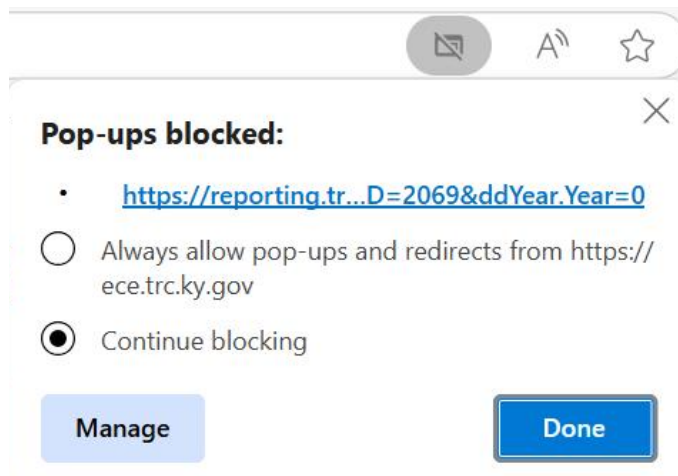 A
Pop-ups blocked:
• https://reporting.tr...D=2069&ddYear.Year=0
Always allow pop-ups and redirects from https://
ece.trc.ky.gov
Continue blocking
Manage
Done